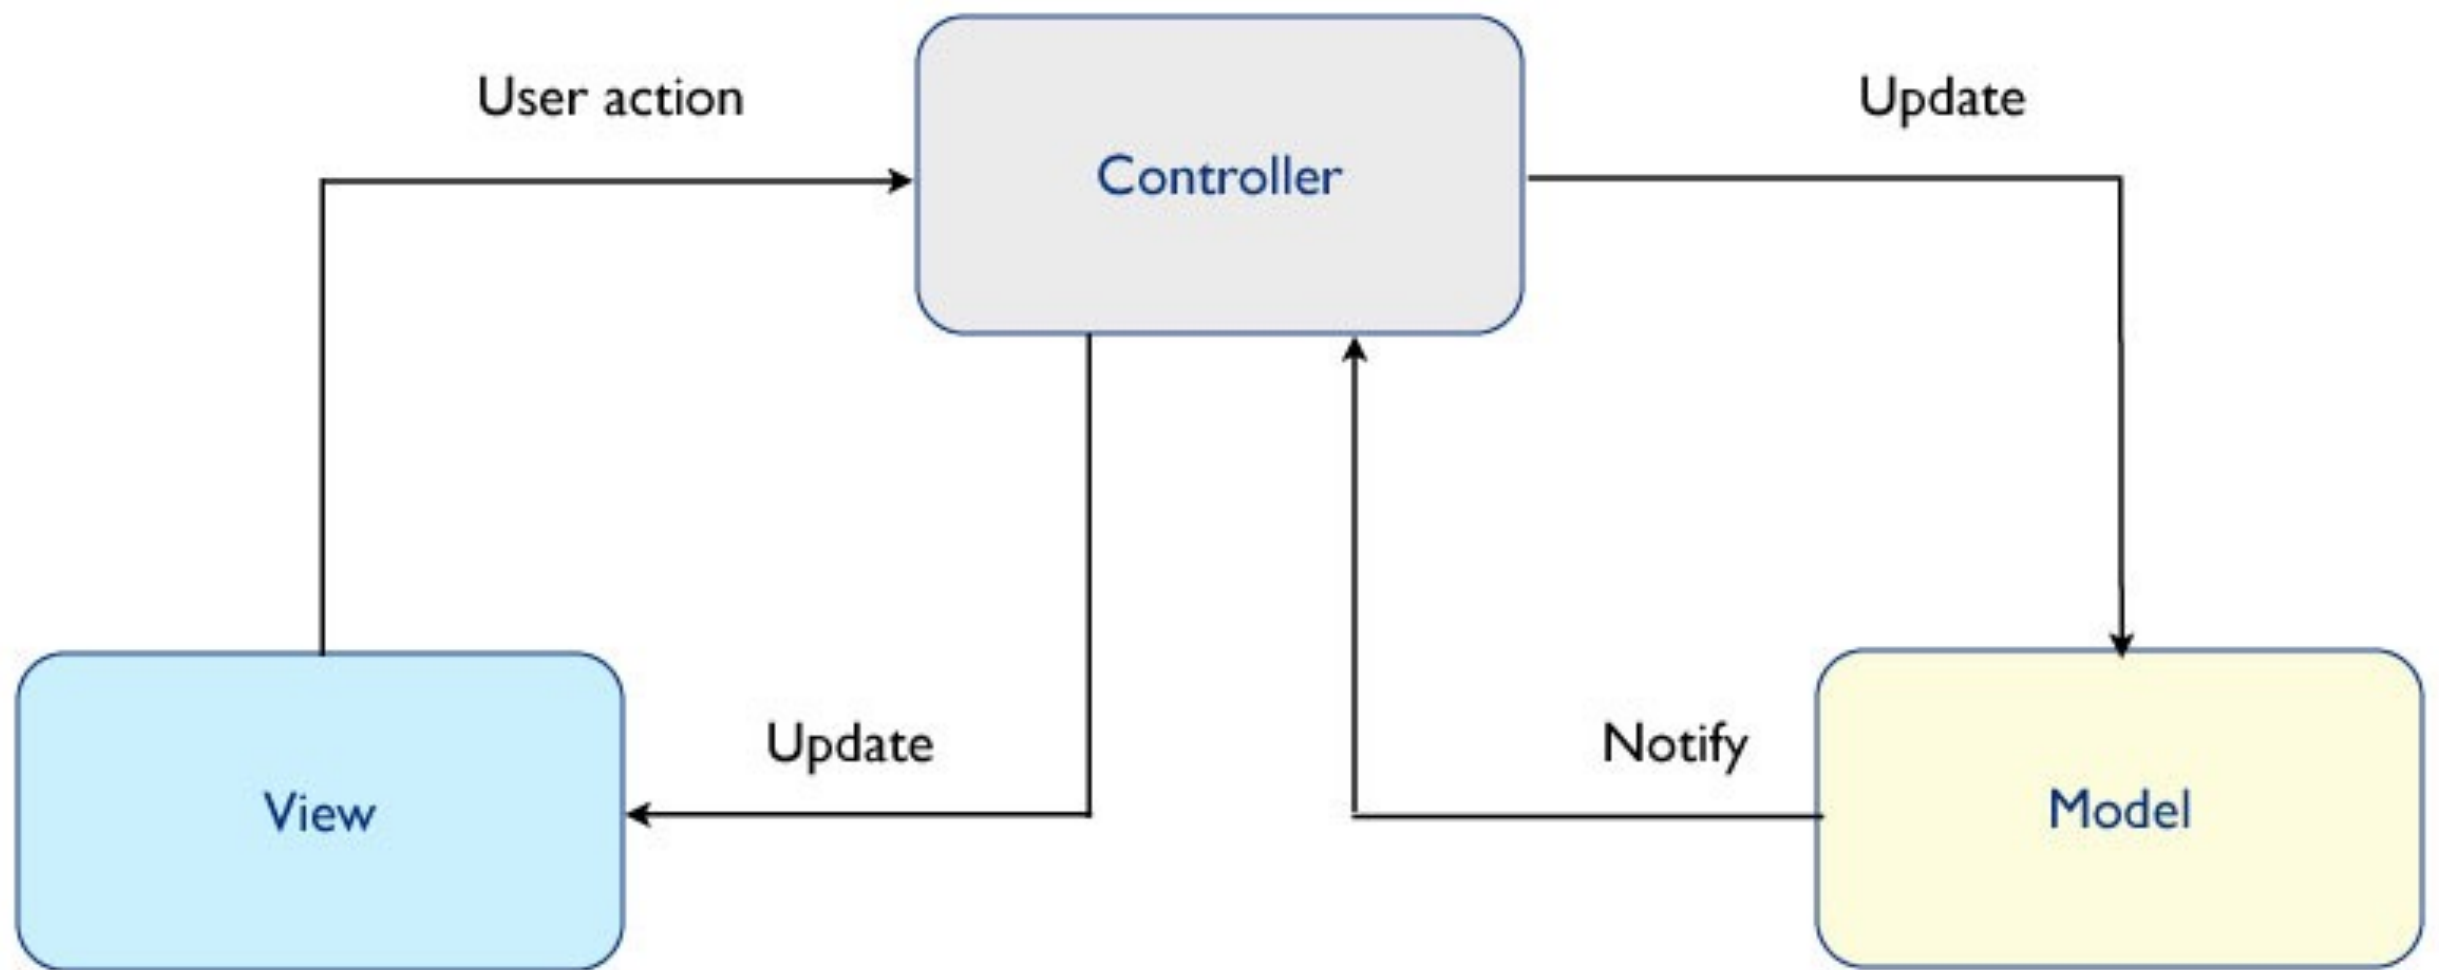 User action
Update
Controller
Update
Notify
View
Model